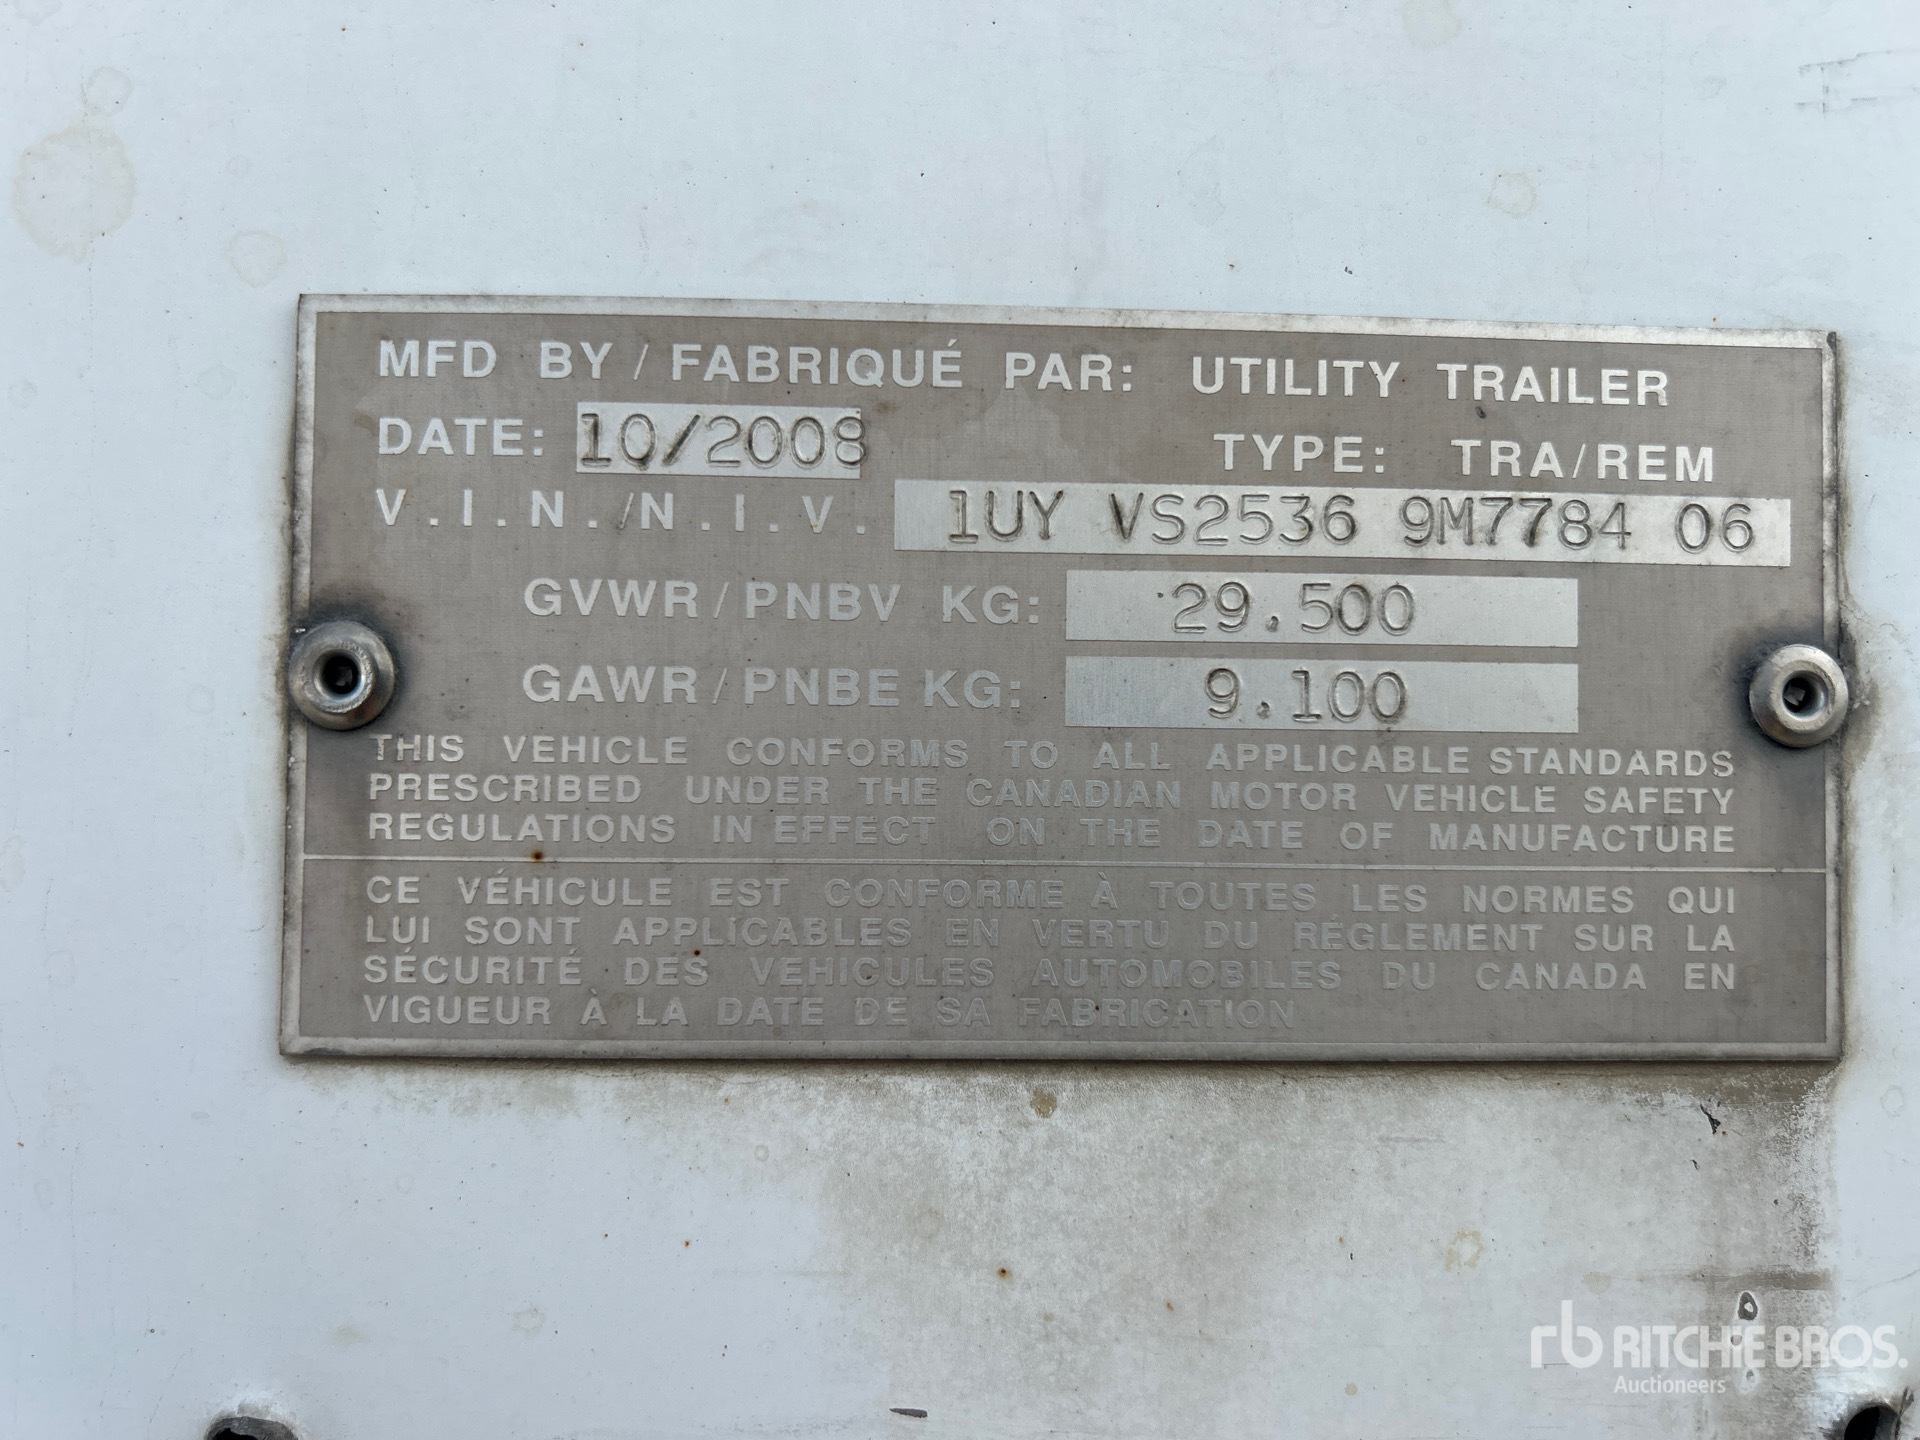 MFD BY / FABRIQUÉ PAR: UTILITY TRAILER
DATE: 10/2008 TYPE: TRA/REM
V.I.N./N.I.V. 1UY VS2536 9M7784 06
GVWR/PNBV KG: 29.500
GAWR/PNBE KG: 9.100
THIS VEHICLE CONFORMS TO ALL APPLICABLE STANDARDS
PRESCRIBED UNDER THE CANADIAN MOTOR VEHICLE SAFETY
REGULATIONS IN EFFECT ON THE DATE OF MANUFACTURE
CE VÉHICULE EST CONFORME À TOUTES LES NORMES QUI
LUI SONT APPLICABLES EN VERTU DU RÉGLEMENT SUR LA
SÉCURITÉ DES VÉHICULES AUTOMOBILES DU CANADA EN
VIGUEUR À LA DATE DE SA FABRICATION
rb RITCHIE BROS.
Auctioneers